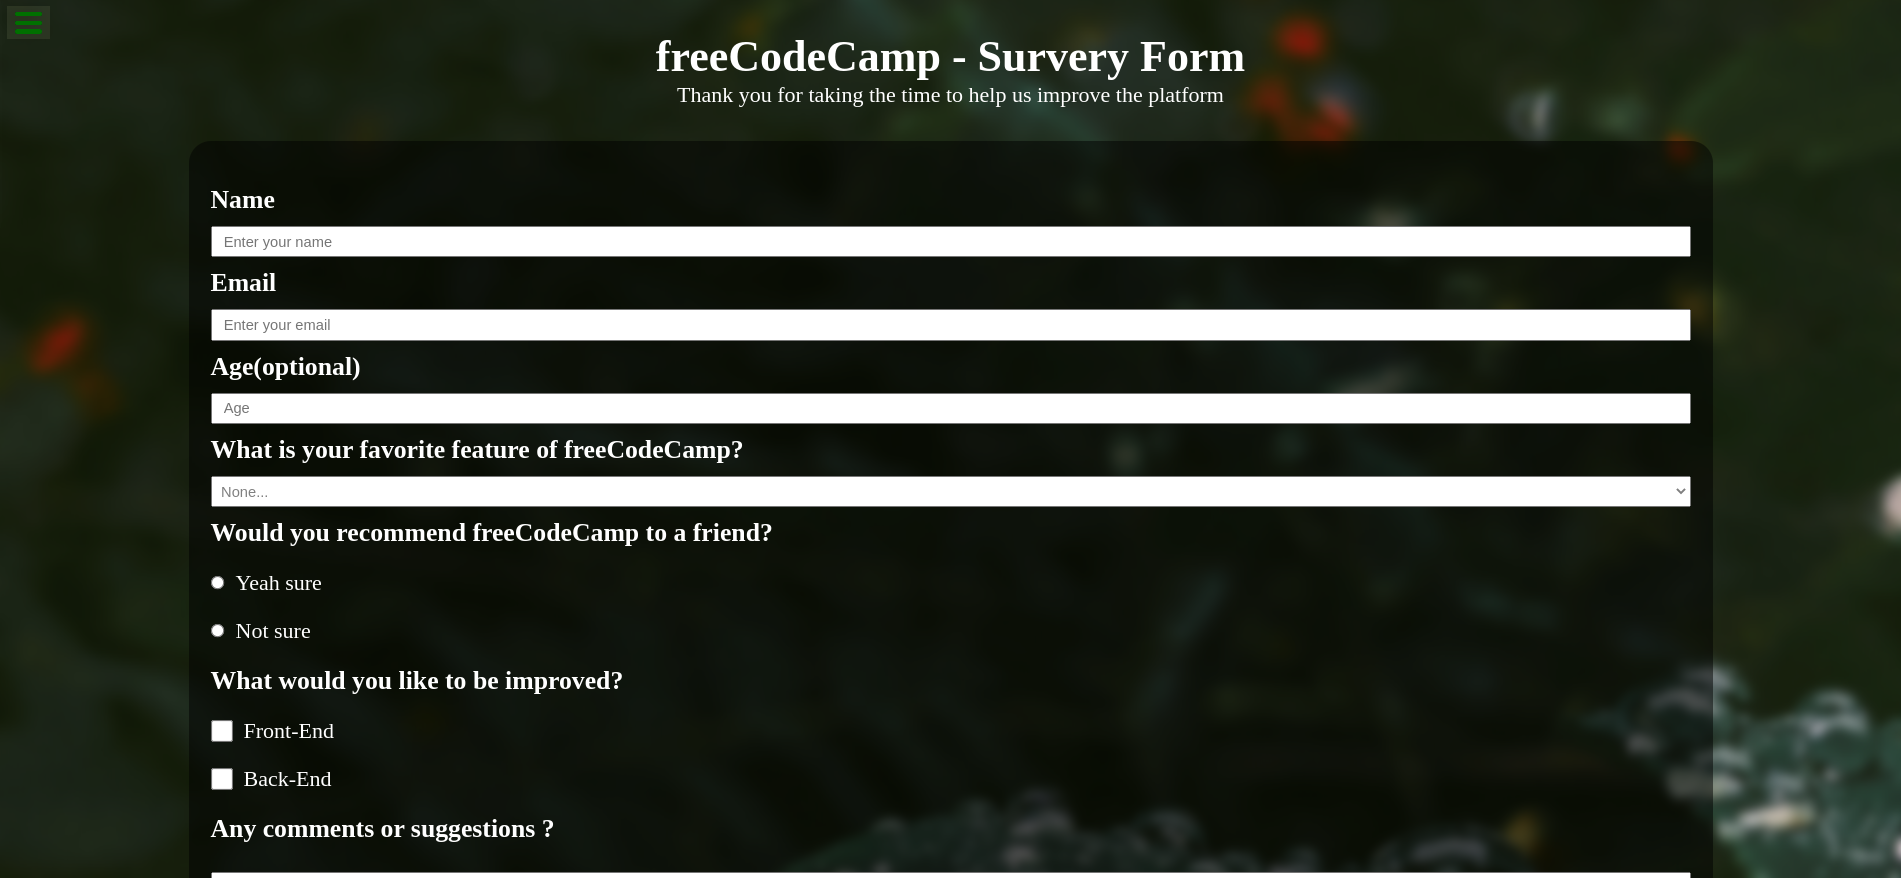 freeCodeCamp - Survery Form
Thank you for taking the time to help us improve the platform
Name
Enter your name
Email
Enter your email
Age(optional)
Age
What is your favorite feature of freeCodeCamp?
None...
Would you recommend freeCodeCamp to a friend?
Yeah sure
Not sure
What would you like to be improved?
Front-End
Back-End
Any comments or suggestions ?